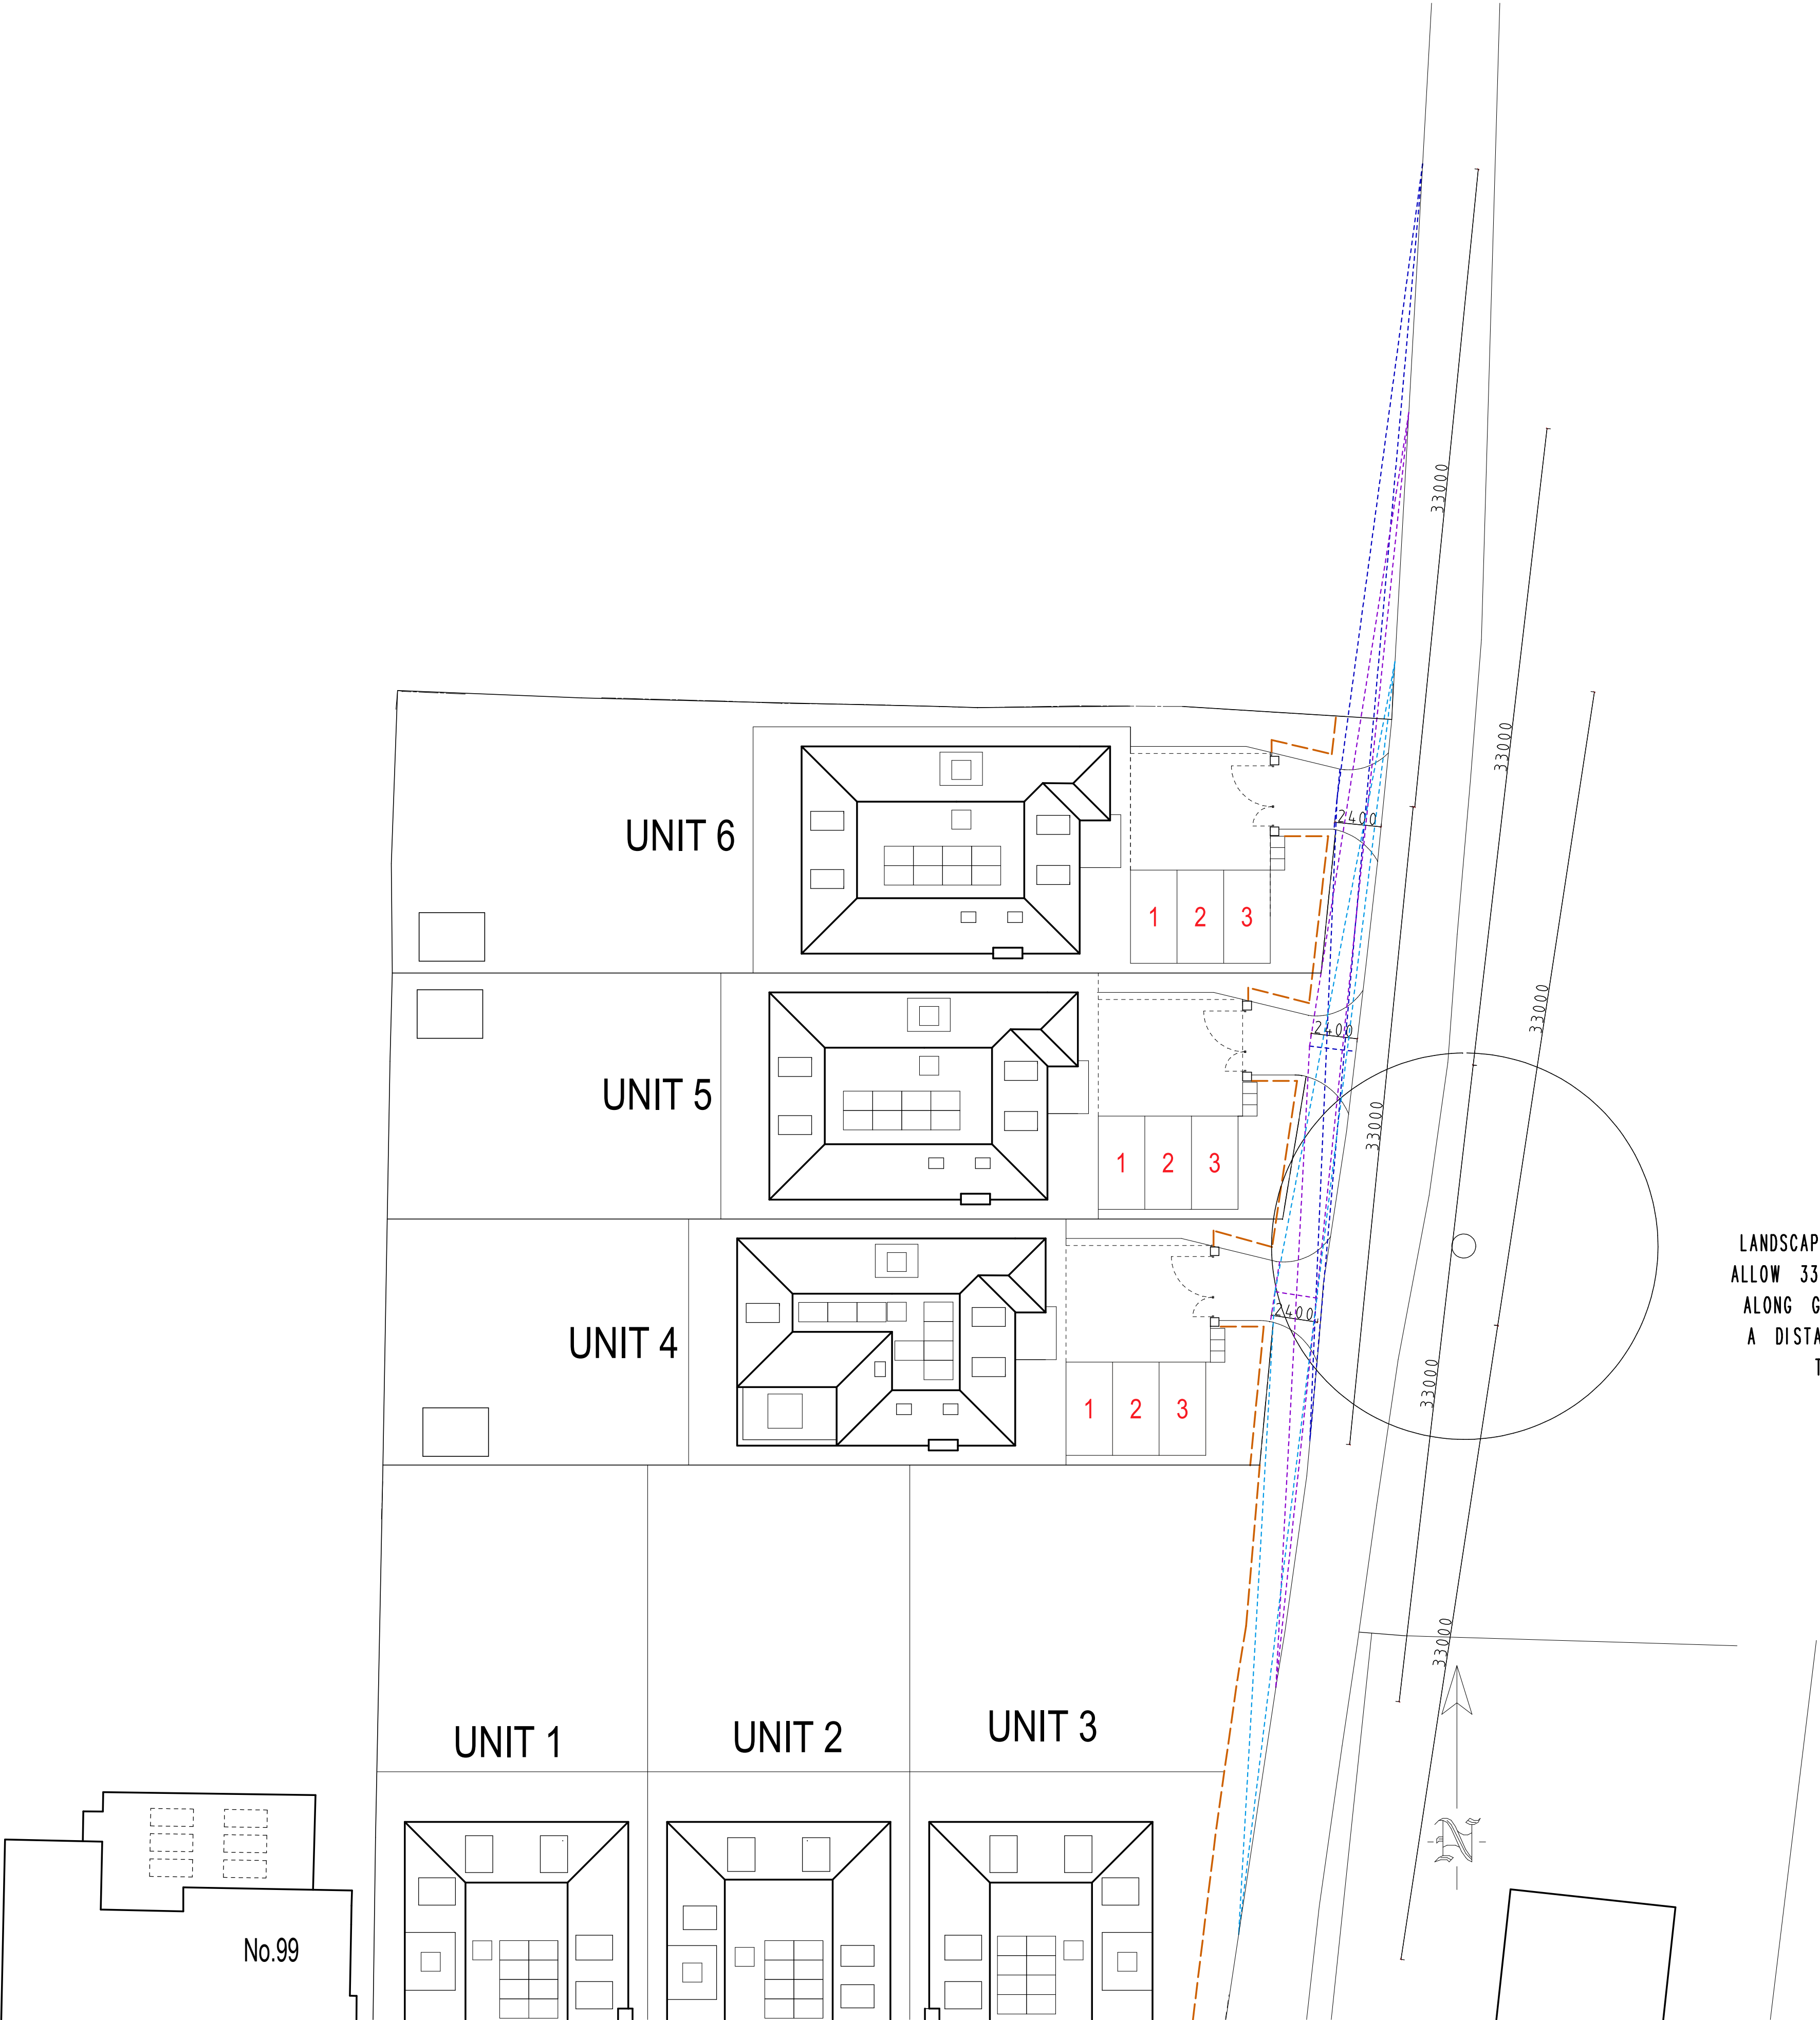 33000
33000
2400
UNIT 6
1 2 3
33000
2400
UNIT 5
33000
1 2 3
LANDSCAP
ALLOW 33
ALONG G
A DISTA
T
2400
UNIT 4
33000
1 2 3
33000
UNIT 1
UNIT 2
UNIT 3
N
No.99